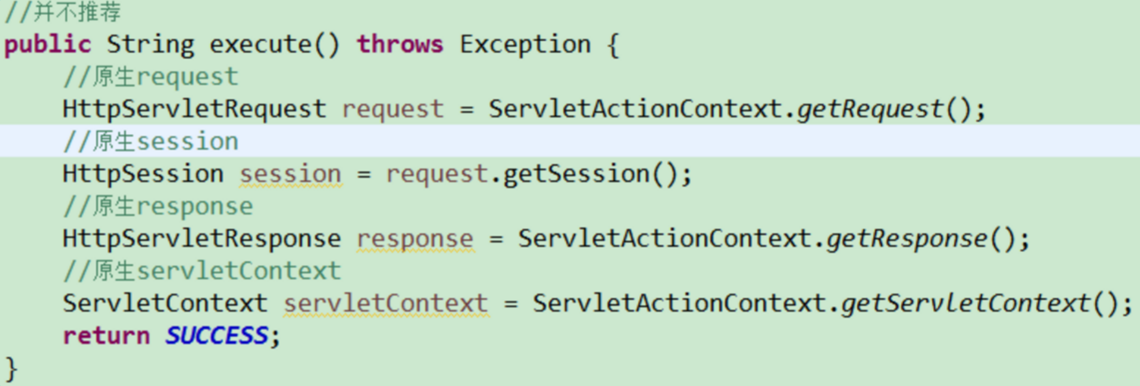 //并不推荐
public String execute() throws Exception {
//原生request
HttpServletRequest request = ServletActionContext.getRequest();
//原生session
HttpSession session = request.getSession();
//原生response
HttpServletResponse response = ServletActionContext.getResponse();
//原生servletContext
ServletContext servletContext = ServletActionContext.getServletContext();
return SUCCESS;
}